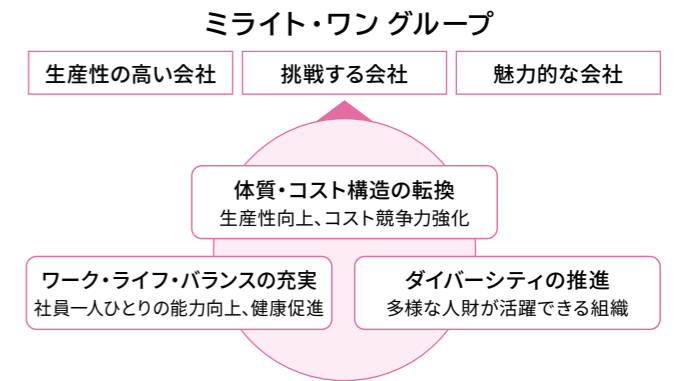 ミライト・ワン グループ
生産性の高い会社
挑戦する会社
魅力的な会社
体質・コスト構造の転換
生産性向上、コスト競争力強化
ワーク・ライフ・バランスの充実
社員一人ひとりの能力向上、健康促進
ダイバーシティの推進
多様な人財が活躍できる組織